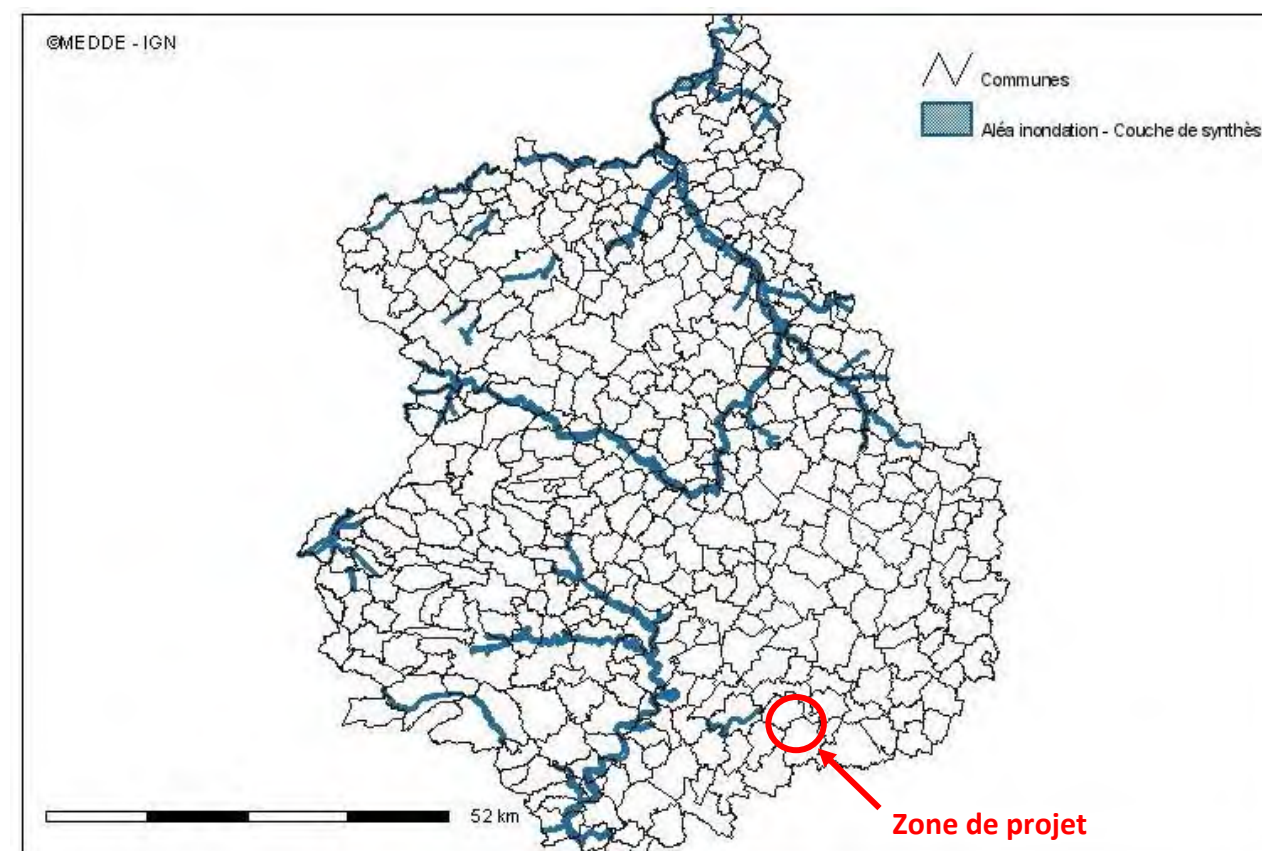 ©MEDDE - IGN
Communes
Aléa inondation - Couche de synthès
52 km
Zone de projet